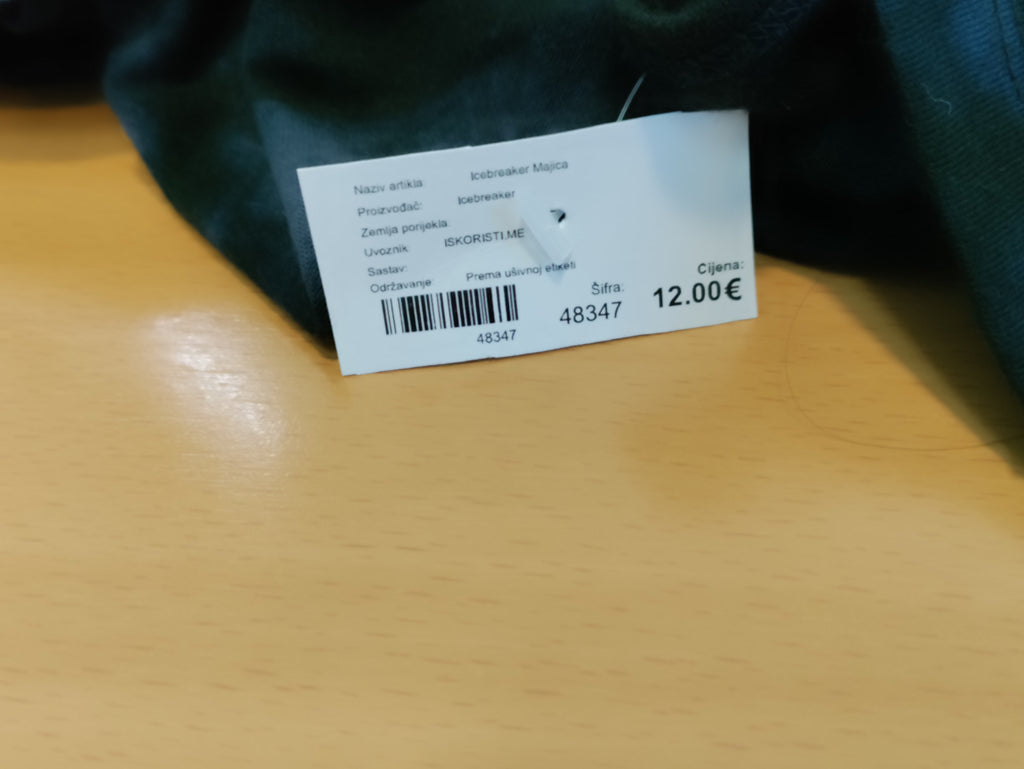 Naziv artikla: Icebreaker Majica
Proizvođač: Icebreaker
Zemlja porijekla:
Uvoznik: ISKORISTI.ME
Sastav:
Održavanje: Prema ušivnoj etiketi
48347
Šifra:
48347
Cijena:
12.00€